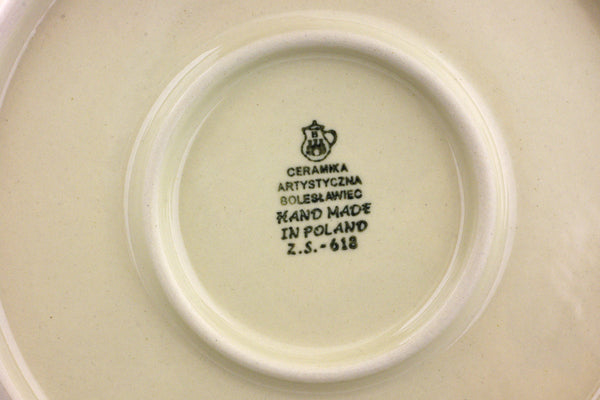 B
CERAMIKA
ARTYSTYCZNA
BOLESŁAWIEC
HAND MADE
IN POLAND
Z.S.-618